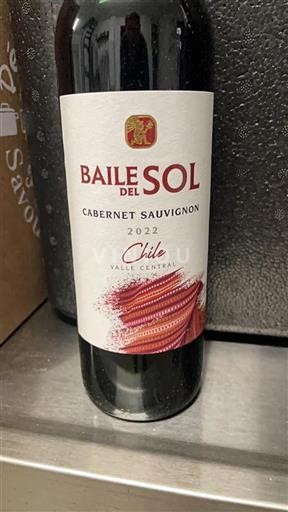 BAILE
DEL
SOL
CABERNET SAUVIGNON
2022
Chile
VALLE CENTRAL